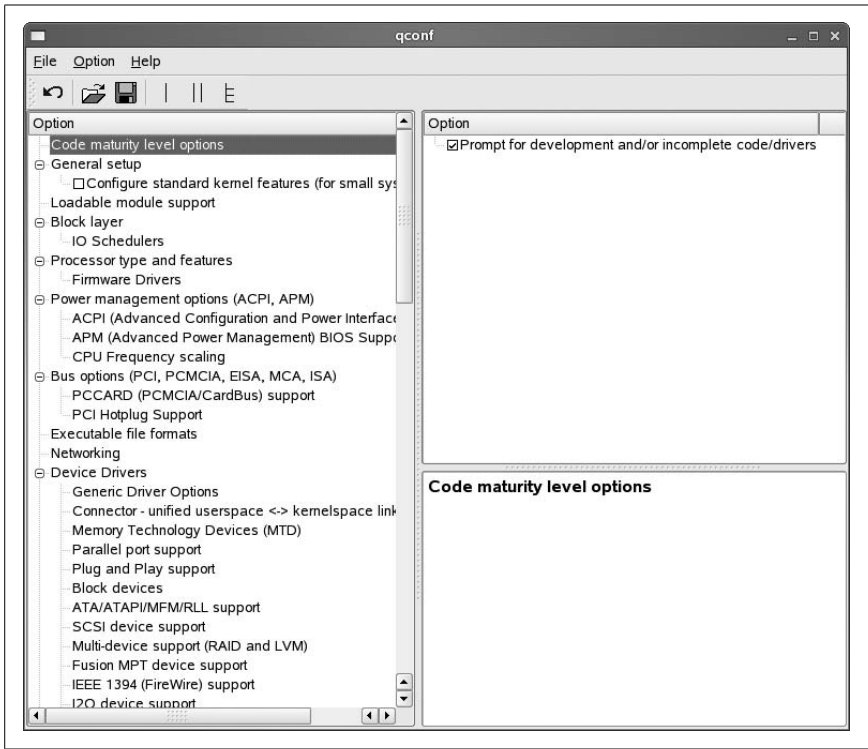 qconf
File Option Help
Option
Code maturity level options
General setup
Configure standard kernel features (for small sys
Loadable module support
Block layer
IO Schedulers
Processor type and features
Firmware Drivers
Power management options (ACPI, APM)
ACPI (Advanced Configuration and Power Interface
APM (Advanced Power Management) BIOS Suppo
CPU Frequency scaling
Bus options (PCI, PCMCIA, EISA, MCA, ISA)
PCCARD (PCMCIA/CardBus) support
PCI Hotplug Support
Executable file formats
Networking
Device Drivers
Generic Driver Options
Connector - unified userspace <-> kernelspace link
Memory Technology Devices (MTD)
Parallel port support
Plug and Play support
Block devices
ATA/ATAPI/MFM/RLL support
SCSI device support
Multi-device support (RAID and LVM)
Fusion MPT device support
IEEE 1394 (FireWire) support
I2O device support
Option
Prompt for development and/or incomplete code/drivers
Code maturity level options